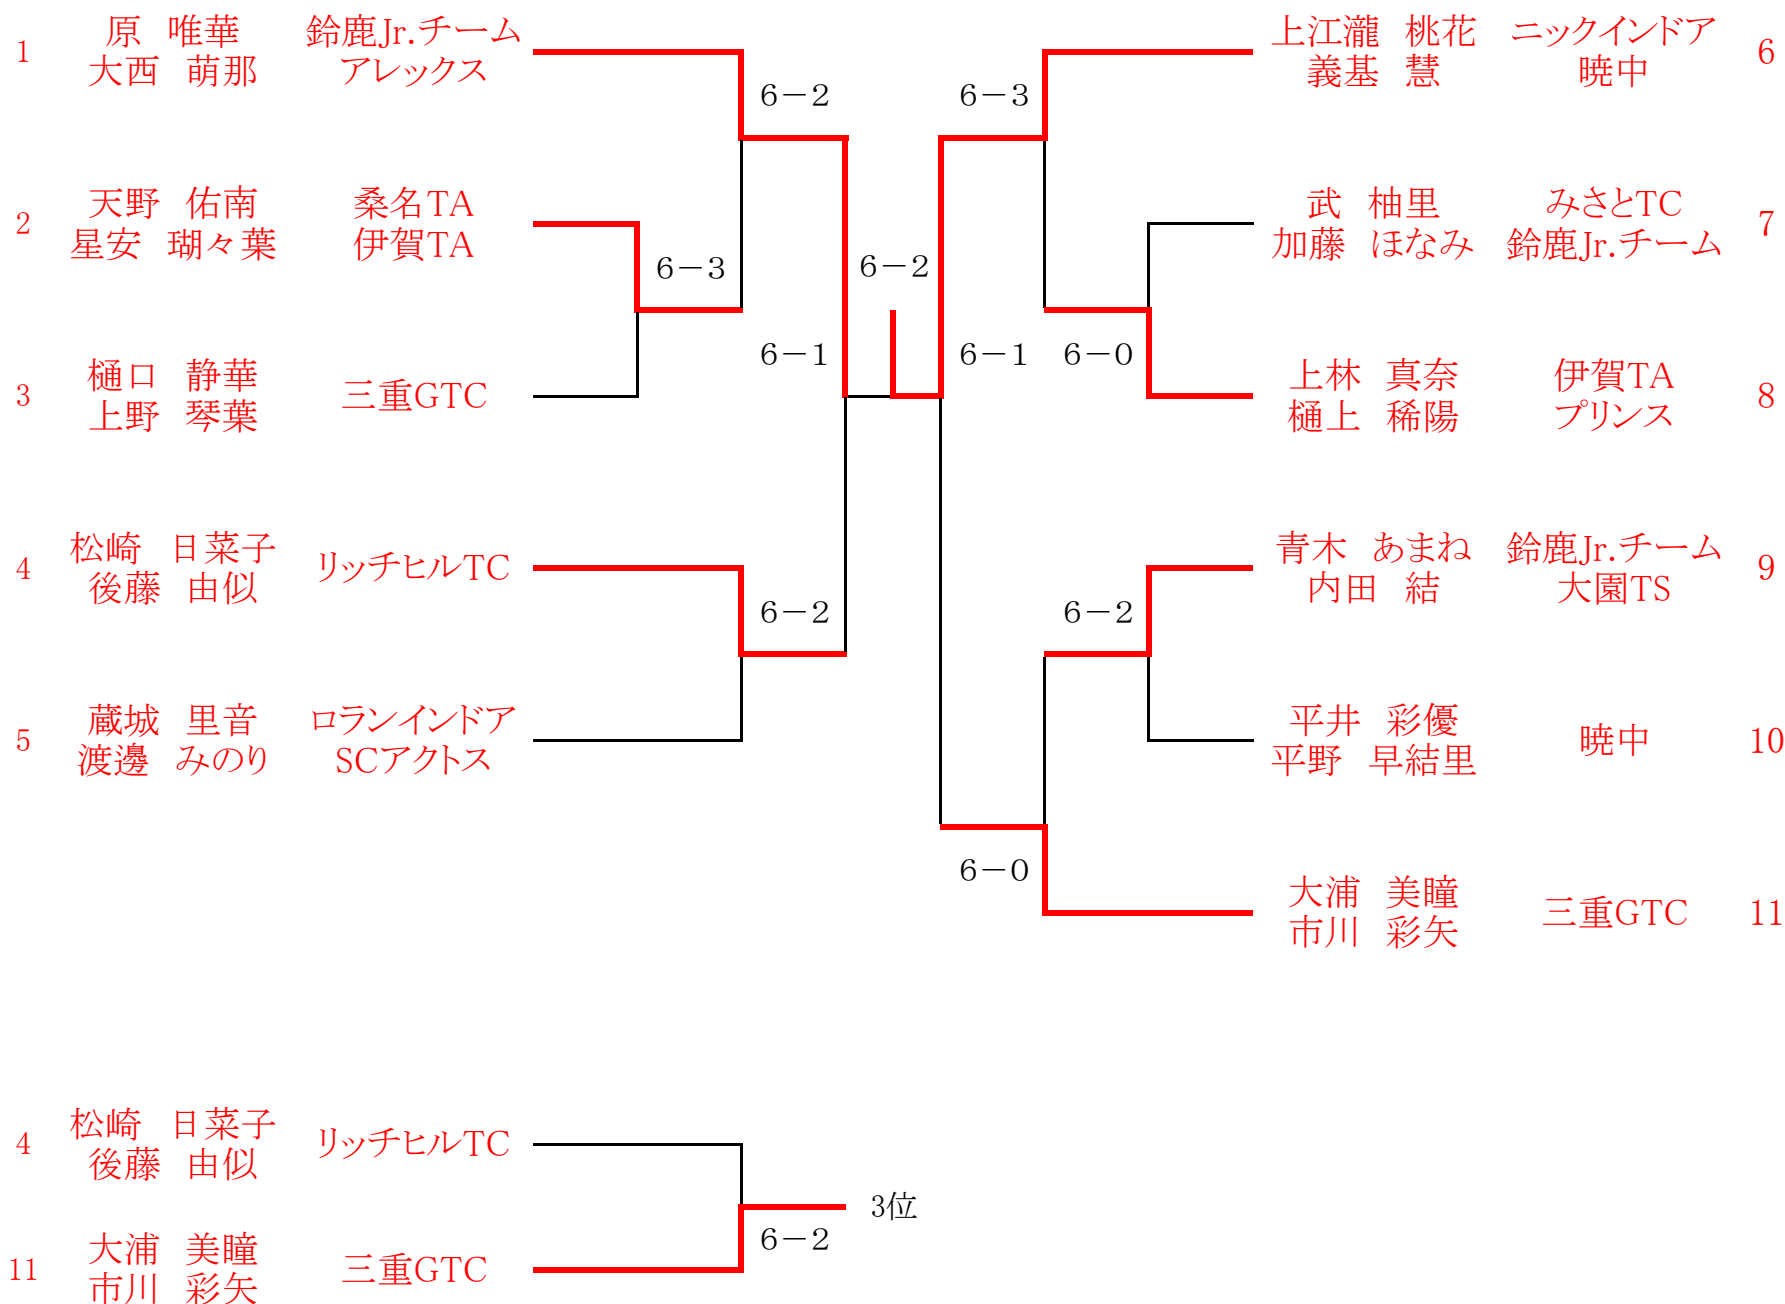 1
原 唯華 鈴鹿Jr.チーム
大西 萌那 アレックス
2
天野 佑南 桑名TA
星安 瑚々葉 伊賀TA
3
樋口 静華
上野 琴葉
三重GTC
4
松崎 日菜子
後藤 由似
リッチヒルTC
5
蔵城 里音 ロランインドア
渡邊 みのり SCアクトス
6-2
6-3
6-1
6-2
6-2
6-3
6-1
6-0
6-2
6-0
上江瀧 桃花 ニックインドア
義基 慧 暁中
6
武 柚里 みさとTC
加藤 ほなみ 鈴鹿Jr.チーム
7
上林 真奈 伊賀TA
樋上 稀陽 プリンス
8
青木 あまね 鈴鹿Jr.チーム
内田 結 大園TS
9
平井 彩優
平野 早結里
暁中
10
大浦 美瞳
市川 彩矢
三重GTC
11
4
松崎 日菜子
後藤 由似
リッチヒルTC
11
大浦 美瞳
市川 彩矢
三重GTC
6-2
3位